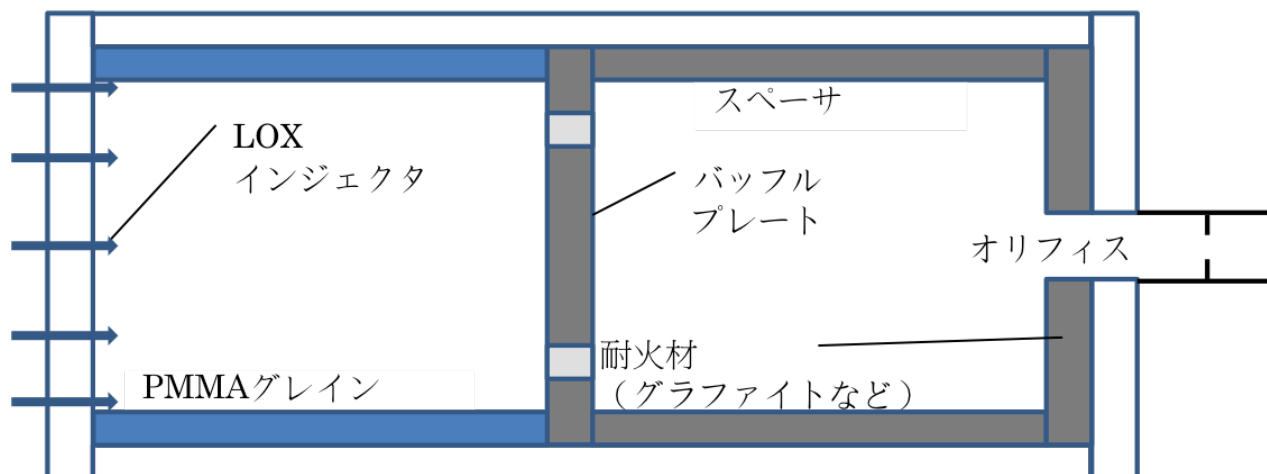 LOX
インジェクタ
スペーサ
バッフル
プレート
オリフィス
耐火材
（グラファイトなど）
PMMAグレイン